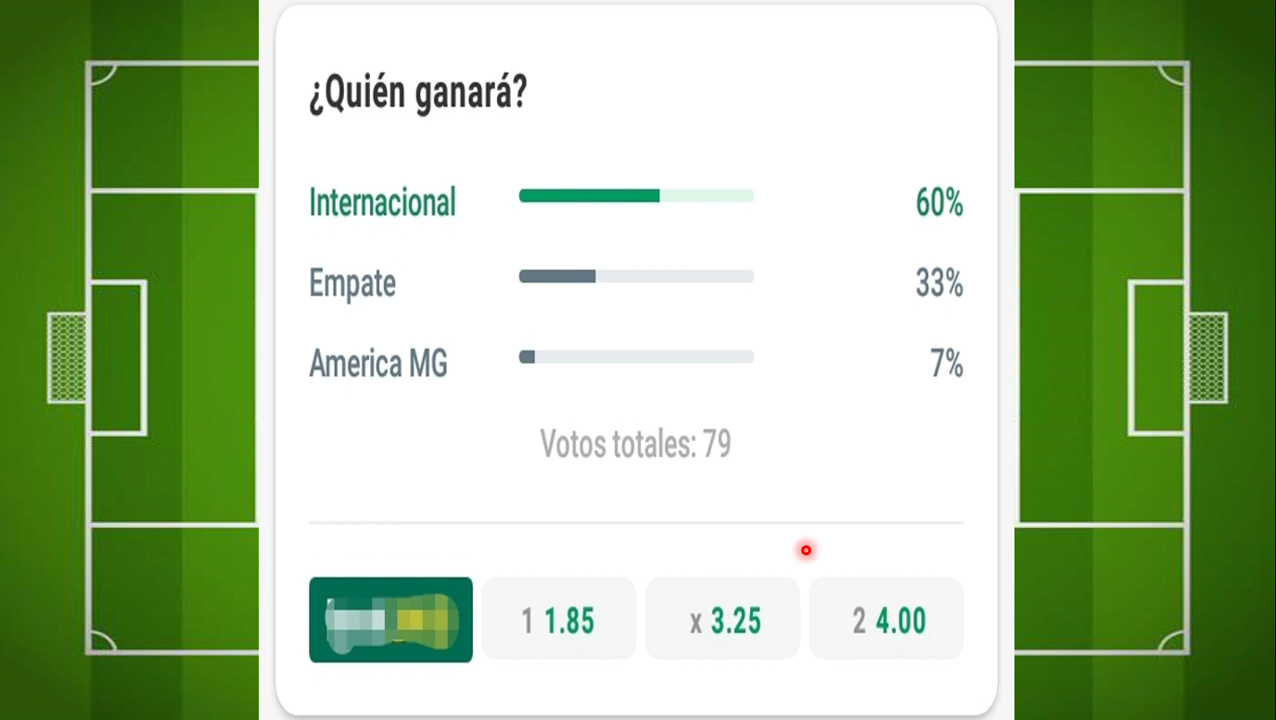 ¿Quién ganará?
Internacional 60%
Empate 33%
America MG 7%
Votos totales: 79
1 1.85 x 3.25 2 4.00